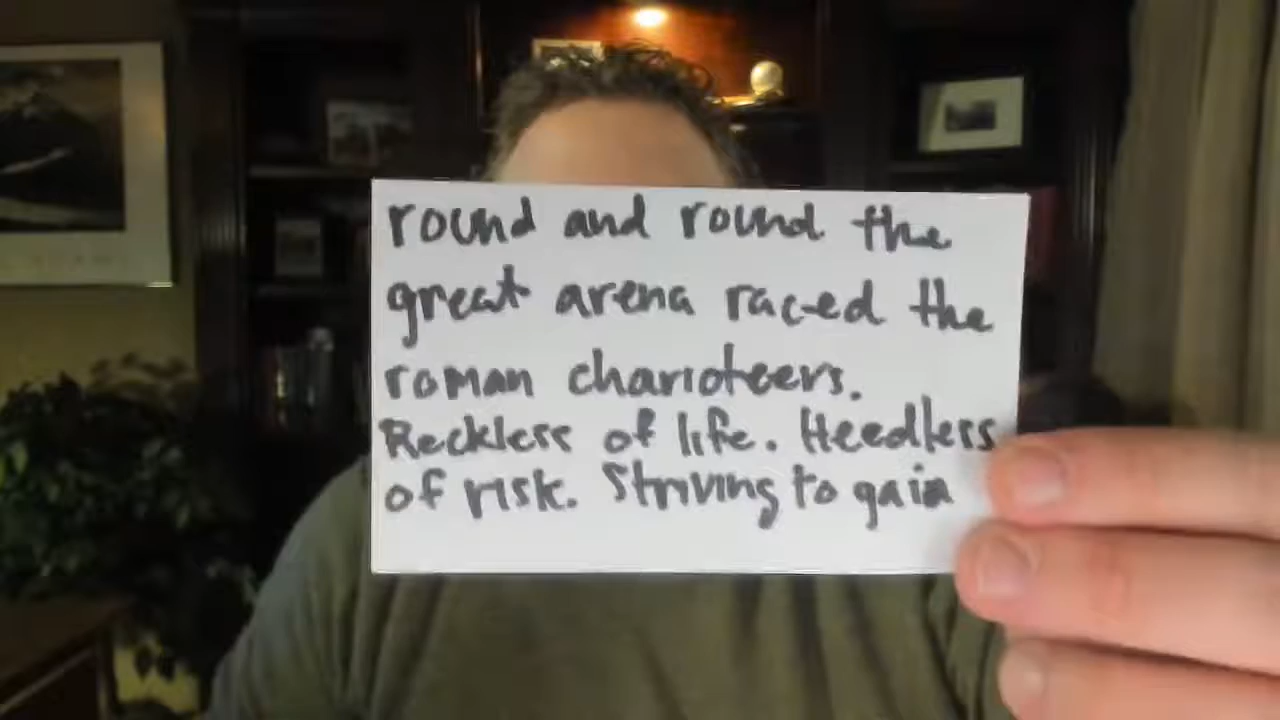 round and round the
great arena raced the
roman charioteers.
Reckless of life. Heedless
of risk. Striving to gain